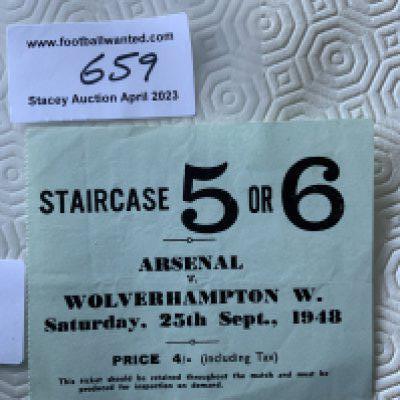 www.footballwanted.com
659
Stacey Auction April 2023
STAIRCASE 5 OR 6
ARSENAL
v.
WOLVERHAMPTON W.
Saturday, 25th Sept., 1948
PRICE 4/- (including Tax)
This ticket should be retained throughout the match and must be
produced for inspection on demand.